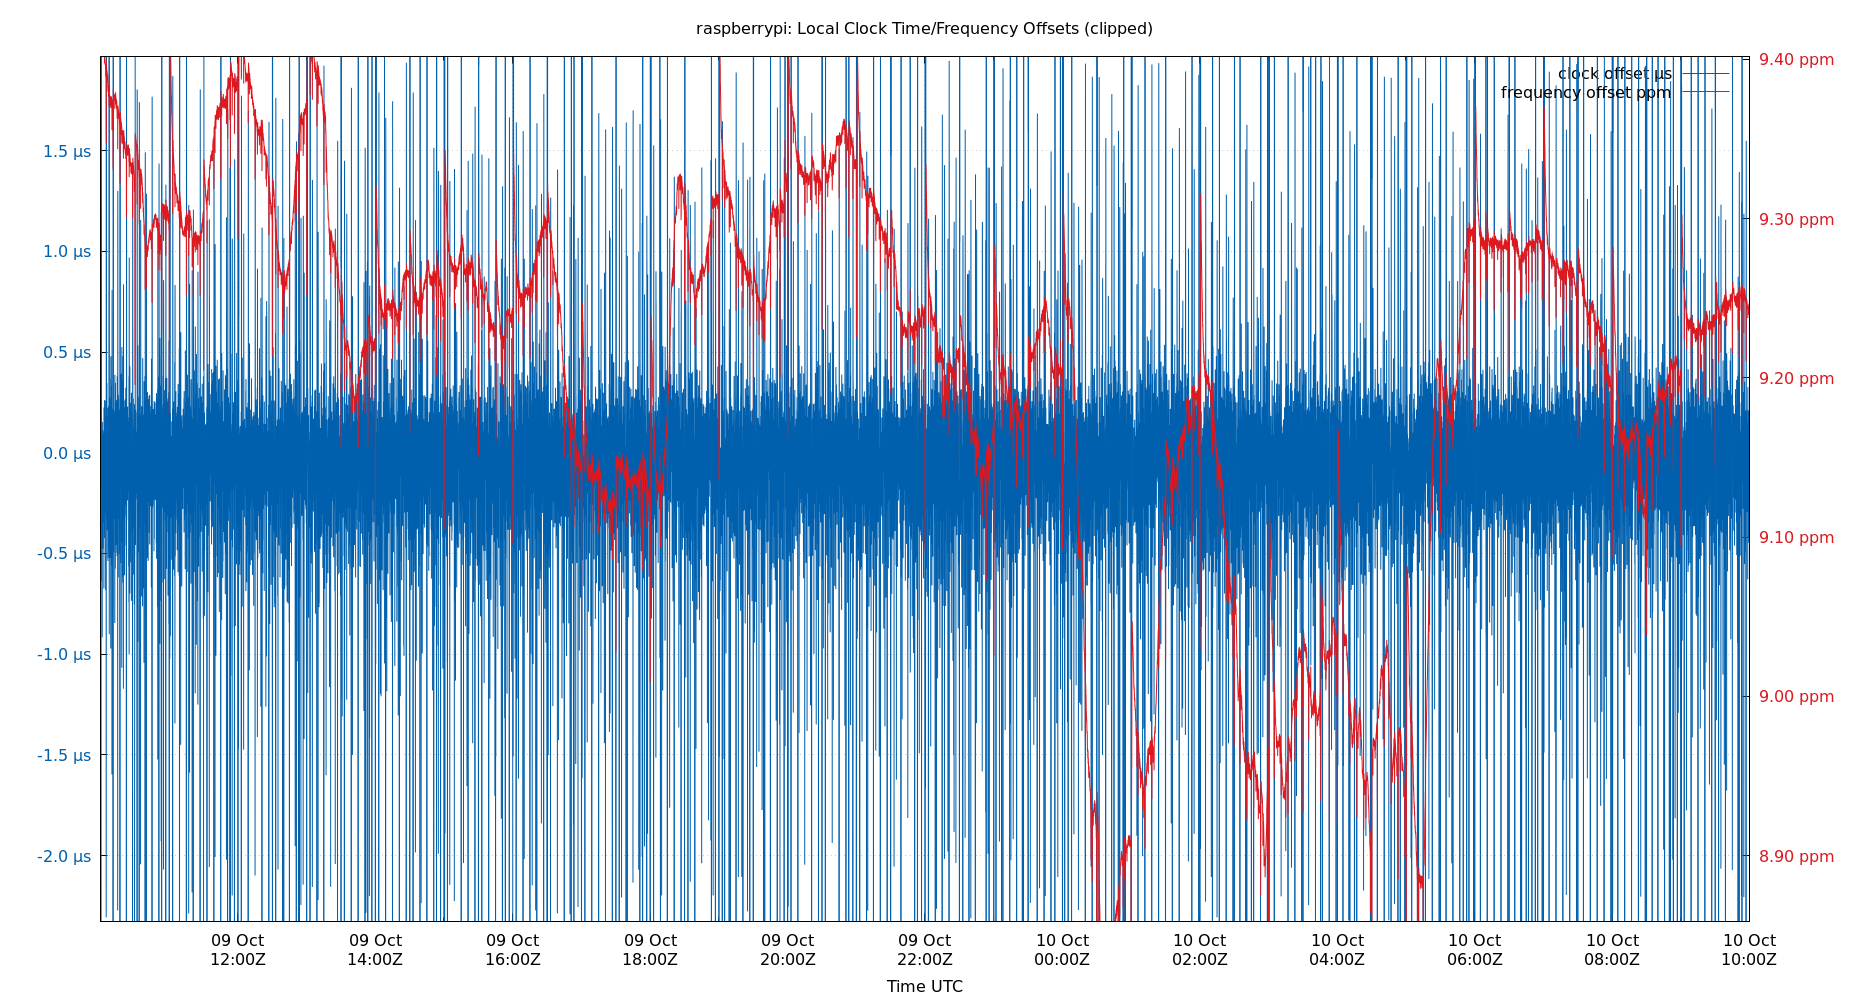 raspberrypi: Local Clock Time/Frequency Offsets (clipped)
clock offset µs
frequency offset ppm
1.5 µs
1.0 µs
0.5 µs
0.0 µs
-0.5 µs
-1.0 µs
-1.5 µs
-2.0 µs
9.40 ppm
9.30 ppm
9.20 ppm
9.10 ppm
9.00 ppm
8.90 ppm
09 Oct
12:00Z
09 Oct
14:00Z
09 Oct
16:00Z
09 Oct
18:00Z
09 Oct
20:00Z
09 Oct
22:00Z
10 Oct
00:00Z
10 Oct
02:00Z
10 Oct
04:00Z
10 Oct
06:00Z
10 Oct
08:00Z
10 Oct
10:00Z
Time UTC